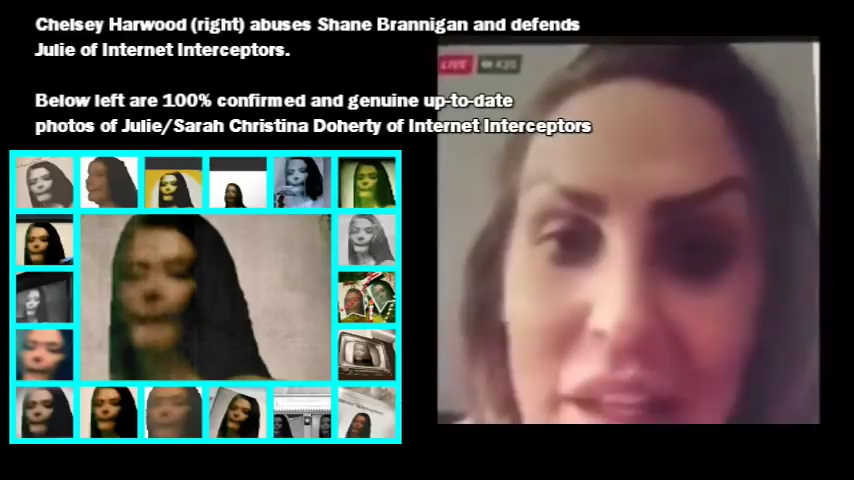 Chelsey Harwood (right) abuses Shane Brannigan and defends
Julie of Internet Interceptors.
Below left are 100% confirmed and genuine up-to-date
photos of Julie/Sarah Christina Doherty of Internet Interceptors
LIVE